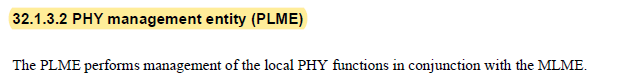 32.1.3.2 PHY management entity (PLME)
The PLME performs management of the local PHY functions in conjunction with the MLME.